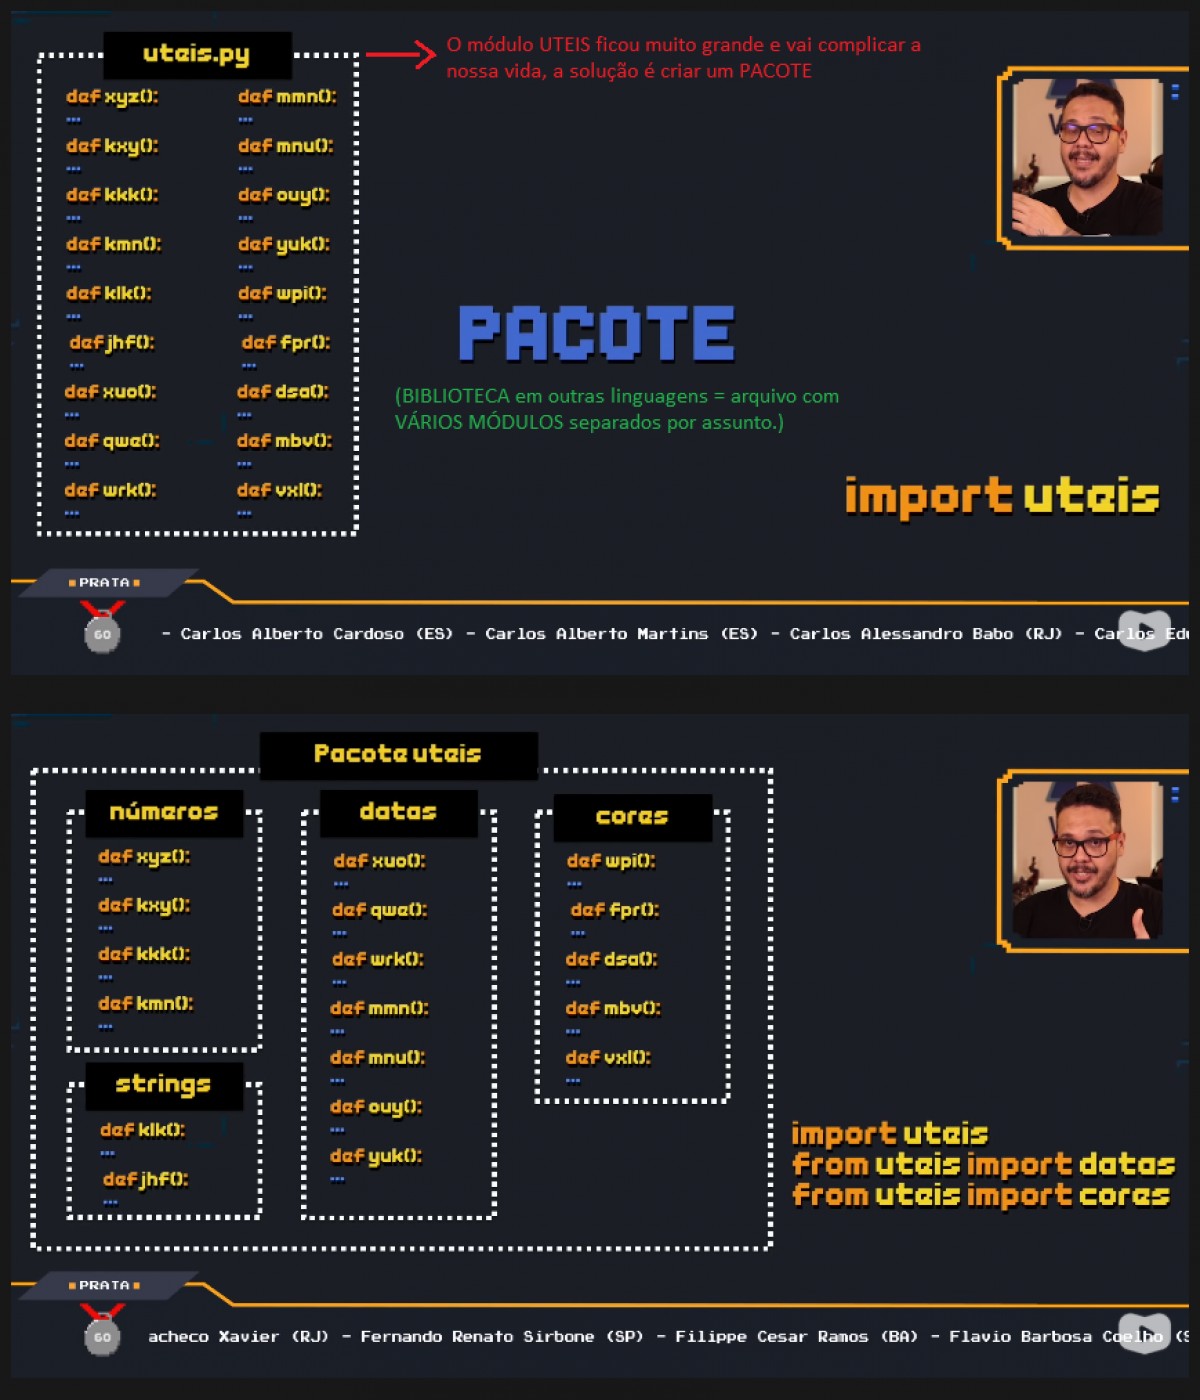 uteis.py
O módulo UTEIS ficou muito grande e vai complicar a
nossa vida, a solução é criar um PACOTE
def xyz():
...
def kxy():
...
def kkk():
...
def kmn():
...
def klk():
...
def jhf():
...
def xuo():
...
def qwe():
...
def wrk():
...
def mmn():
...
def mnu():
...
def ouy():
...
def yuk():
...
def wpi():
...
def fpr():
...
def dsa():
...
def mbv():
...
def vxl():
...
PACOTE
(BIBLIOTECA em outras linguagens = arquivo com
VÁRIOS MÓDULOS separados por assunto.)
import uteis
PRATA
60
- Carlos Alberto Cardoso (ES) - Carlos Alberto Martins (ES) - Carlos Alessandro Babo (RJ) - Carlos Edu
Pacote uteis
números
def xyz():
...
def kxy():
...
def kkk():
...
def kmn():
...
strings
def klk():
...
def jhf():
...
datas
def xuo():
...
def qwe():
...
def wrk():
...
def mmn():
...
def mnu():
...
def ouy():
...
def yuk():
...
cores
def wpi():
...
def fpr():
...
def dsa():
...
def mbv():
...
def vxl():
...
import uteis
from uteis import datas
from uteis import cores
PRATA
60
acheco Xavier (RJ) - Fernando Renato Sirbone (SP) - Filippe Cesar Ramos (BA) - Flavio Barbosa Coelho (S